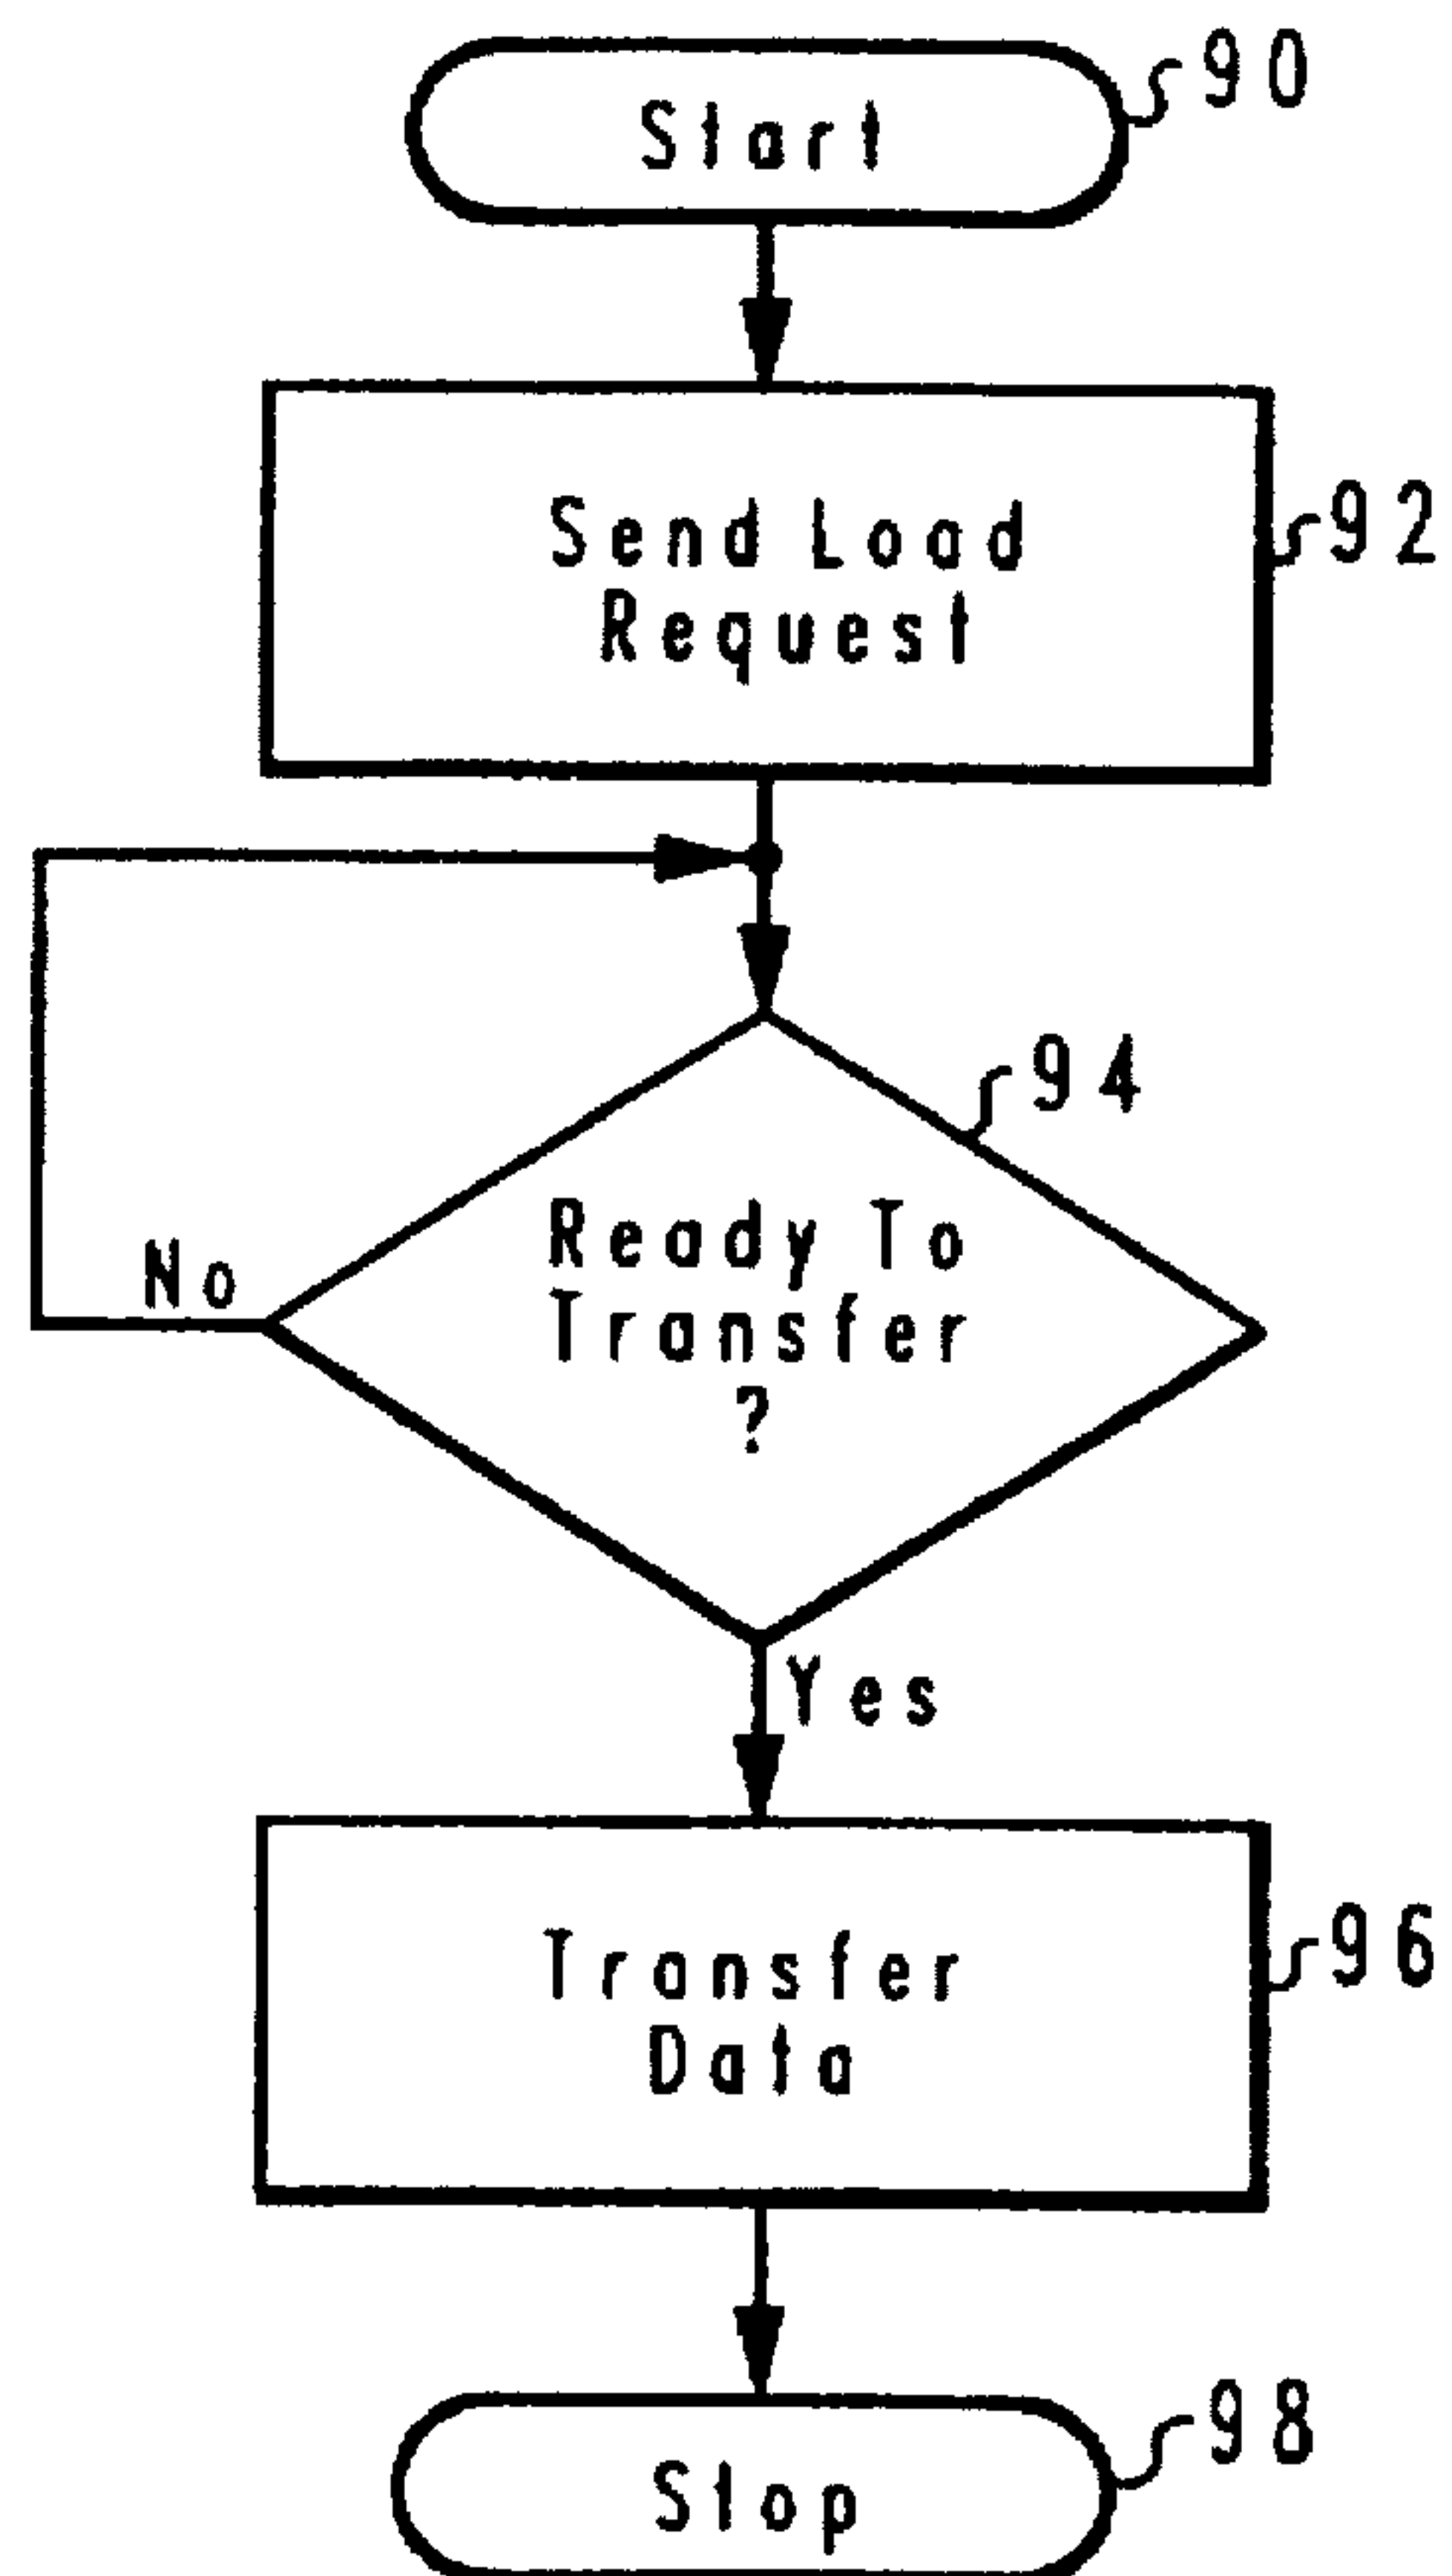 Start
90
Send Load
Request
92
94
Ready To
Transfer
?
No
Yes
Transfer
Data
96
Stop
98